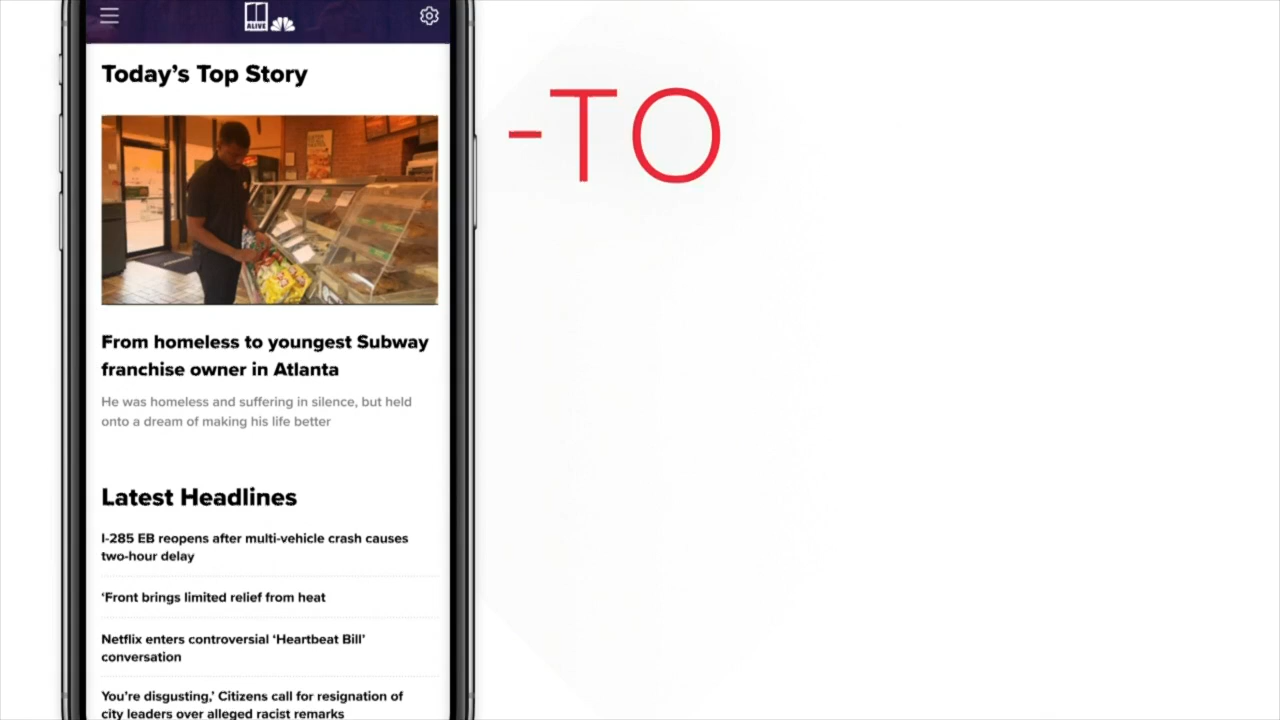 ALIVE
Today's Top Story
-TO
From homeless to youngest Subway
franchise owner in Atlanta
He was homeless and suffering in silence, but held
onto a dream of making his life better
Latest Headlines
I-285 EB reopens after multi-vehicle crash causes
two-hour delay
‘Front brings limited relief from heat
Netflix enters controversial ‘Heartbeat Bill’
conversation
You're disgusting,’ Citizens call for resignation of
city leaders over alleged racist remarks